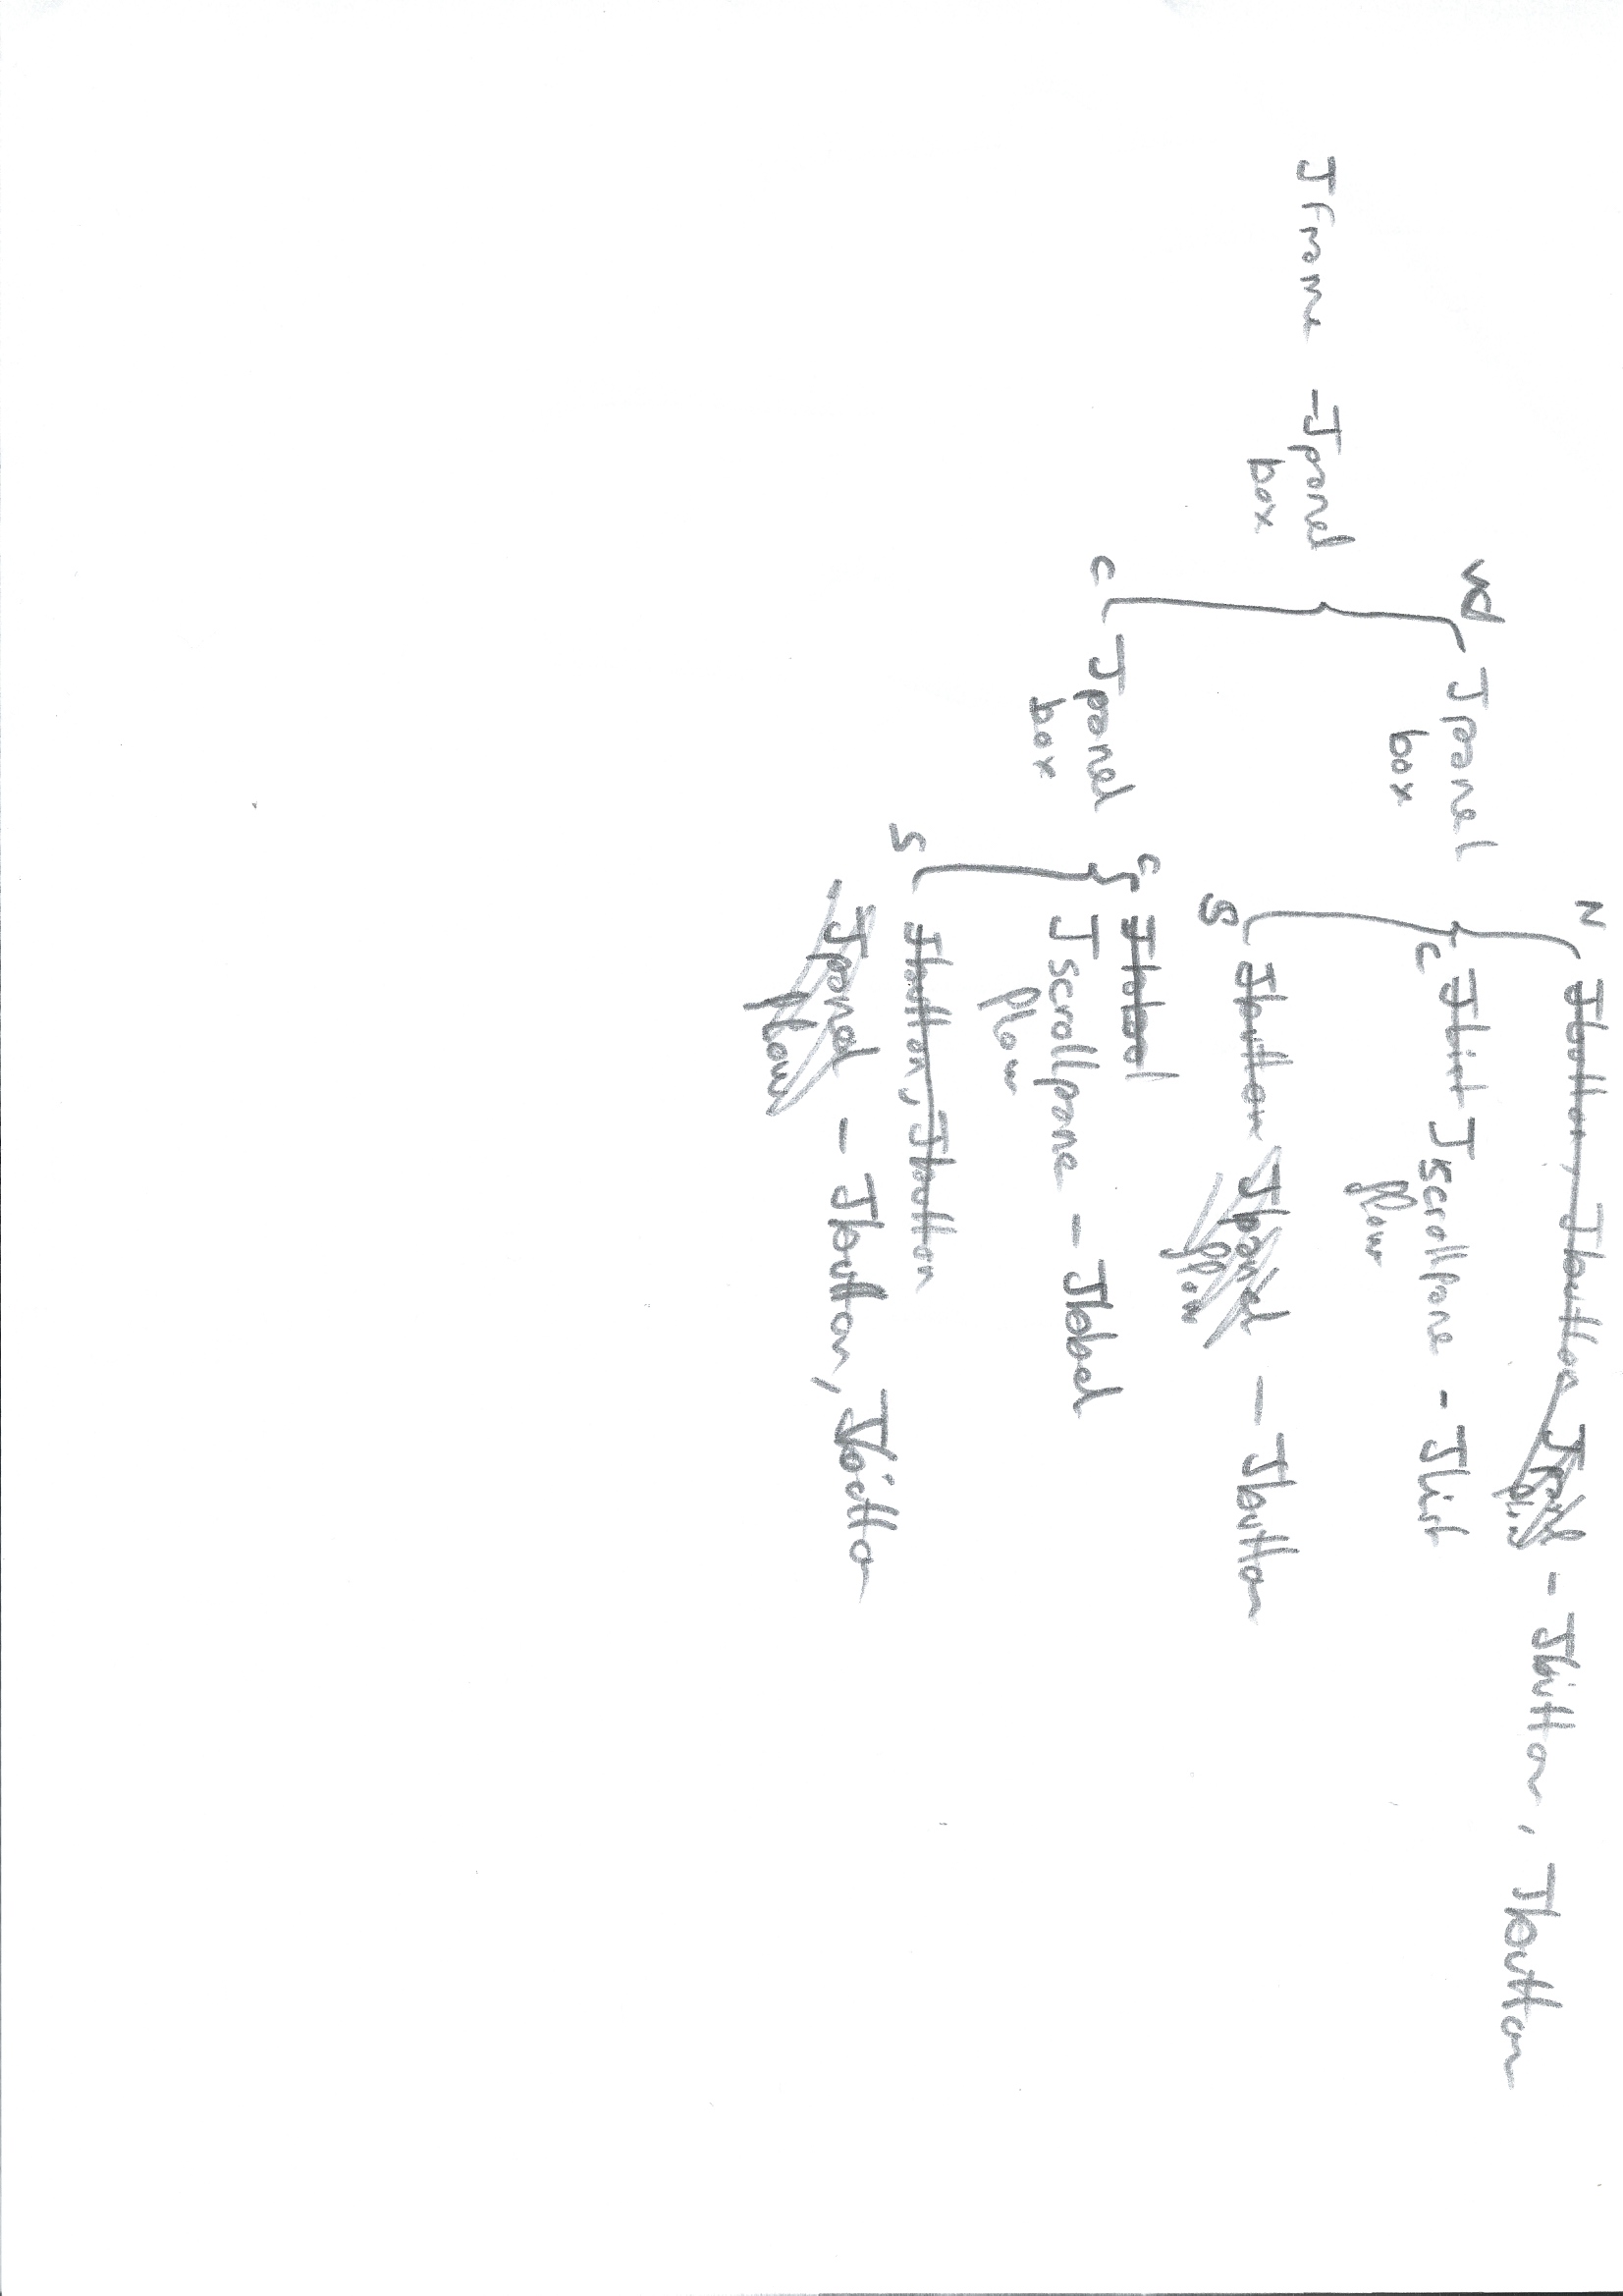 N Jbutton, Jbutton Jpanel - Jbutton, Jbutton
flow
W Jpanel
box
C Jlist Jscrollpane - Jlist
flow
JFrame - Jpanel
box
S Jbutton Jpanel - Jbutton
flow
C Jlabel
C Jpanel Jscrollpane - Jlabel
box flow
S Jbutton, Jbutton
Jpanel - Jbutton, Jbutton
flow